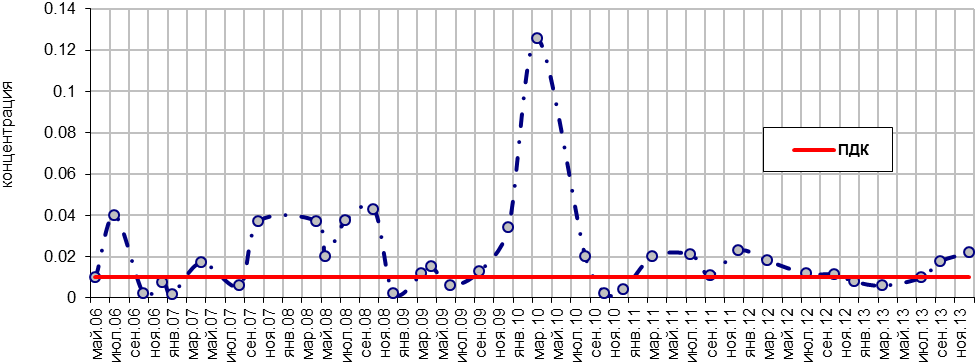 0.14
0.12
0.1
0.08
0.06
0.04
0.02
0
концентрация
ПДК
май.06
июл.06
сен.06
ноя.06
янв.07
мар.07
май.07
июл.07
сен.07
ноя.07
янв.08
мар.08
май.08
июл.08
сен.08
ноя.08
янв.09
мар.09
май.09
июл.09
сен.09
ноя.09
янв.10
мар.10
май.10
июл.10
сен.10
ноя.10
янв.11
мар.11
май.11
июл.11
сен.11
ноя.11
янв.12
мар.12
май.12
июл.12
сен.12
ноя.12
янв.13
мар.13
май.13
июл.13
сен.13
ноя.13